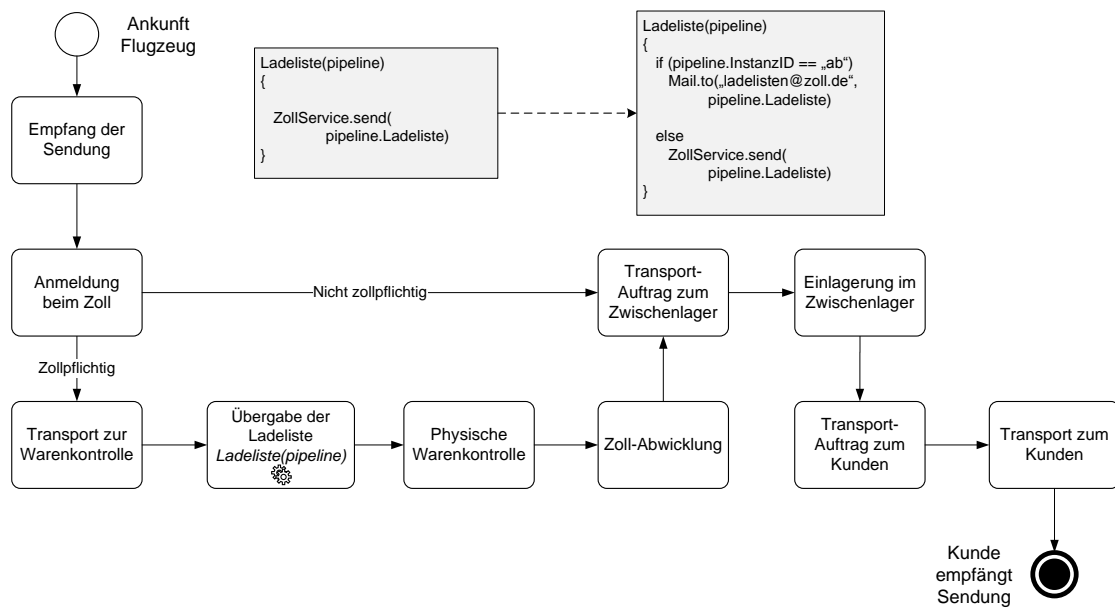 Ankunft
Flugzeug
Ladeliste(pipeline)
{
ZollService.send(
pipeline.Ladeliste)
}
Ladeliste(pipeline)
{
if (pipeline.InstanzID == „ab“)
Mail.to(„ladelisten@zoll.de“,
pipeline.Ladeliste)
else
ZollService.send(
pipeline.Ladeliste)
}
Empfang der
Sendung
Anmeldung
beim Zoll
Nicht zollpflichtig
Transport-
Auftrag zum
Zwischenlager
Einlagerung im
Zwischenlager
Zollpflichtig
Transport zur
Warenkontrolle
Übergabe der
Ladeliste
Ladeliste(pipeline)
Physische
Warenkontrolle
Zoll-Abwicklung
Transport-
Auftrag zum
Kunden
Transport zum
Kunden
Kunde
empfängt
Sendung